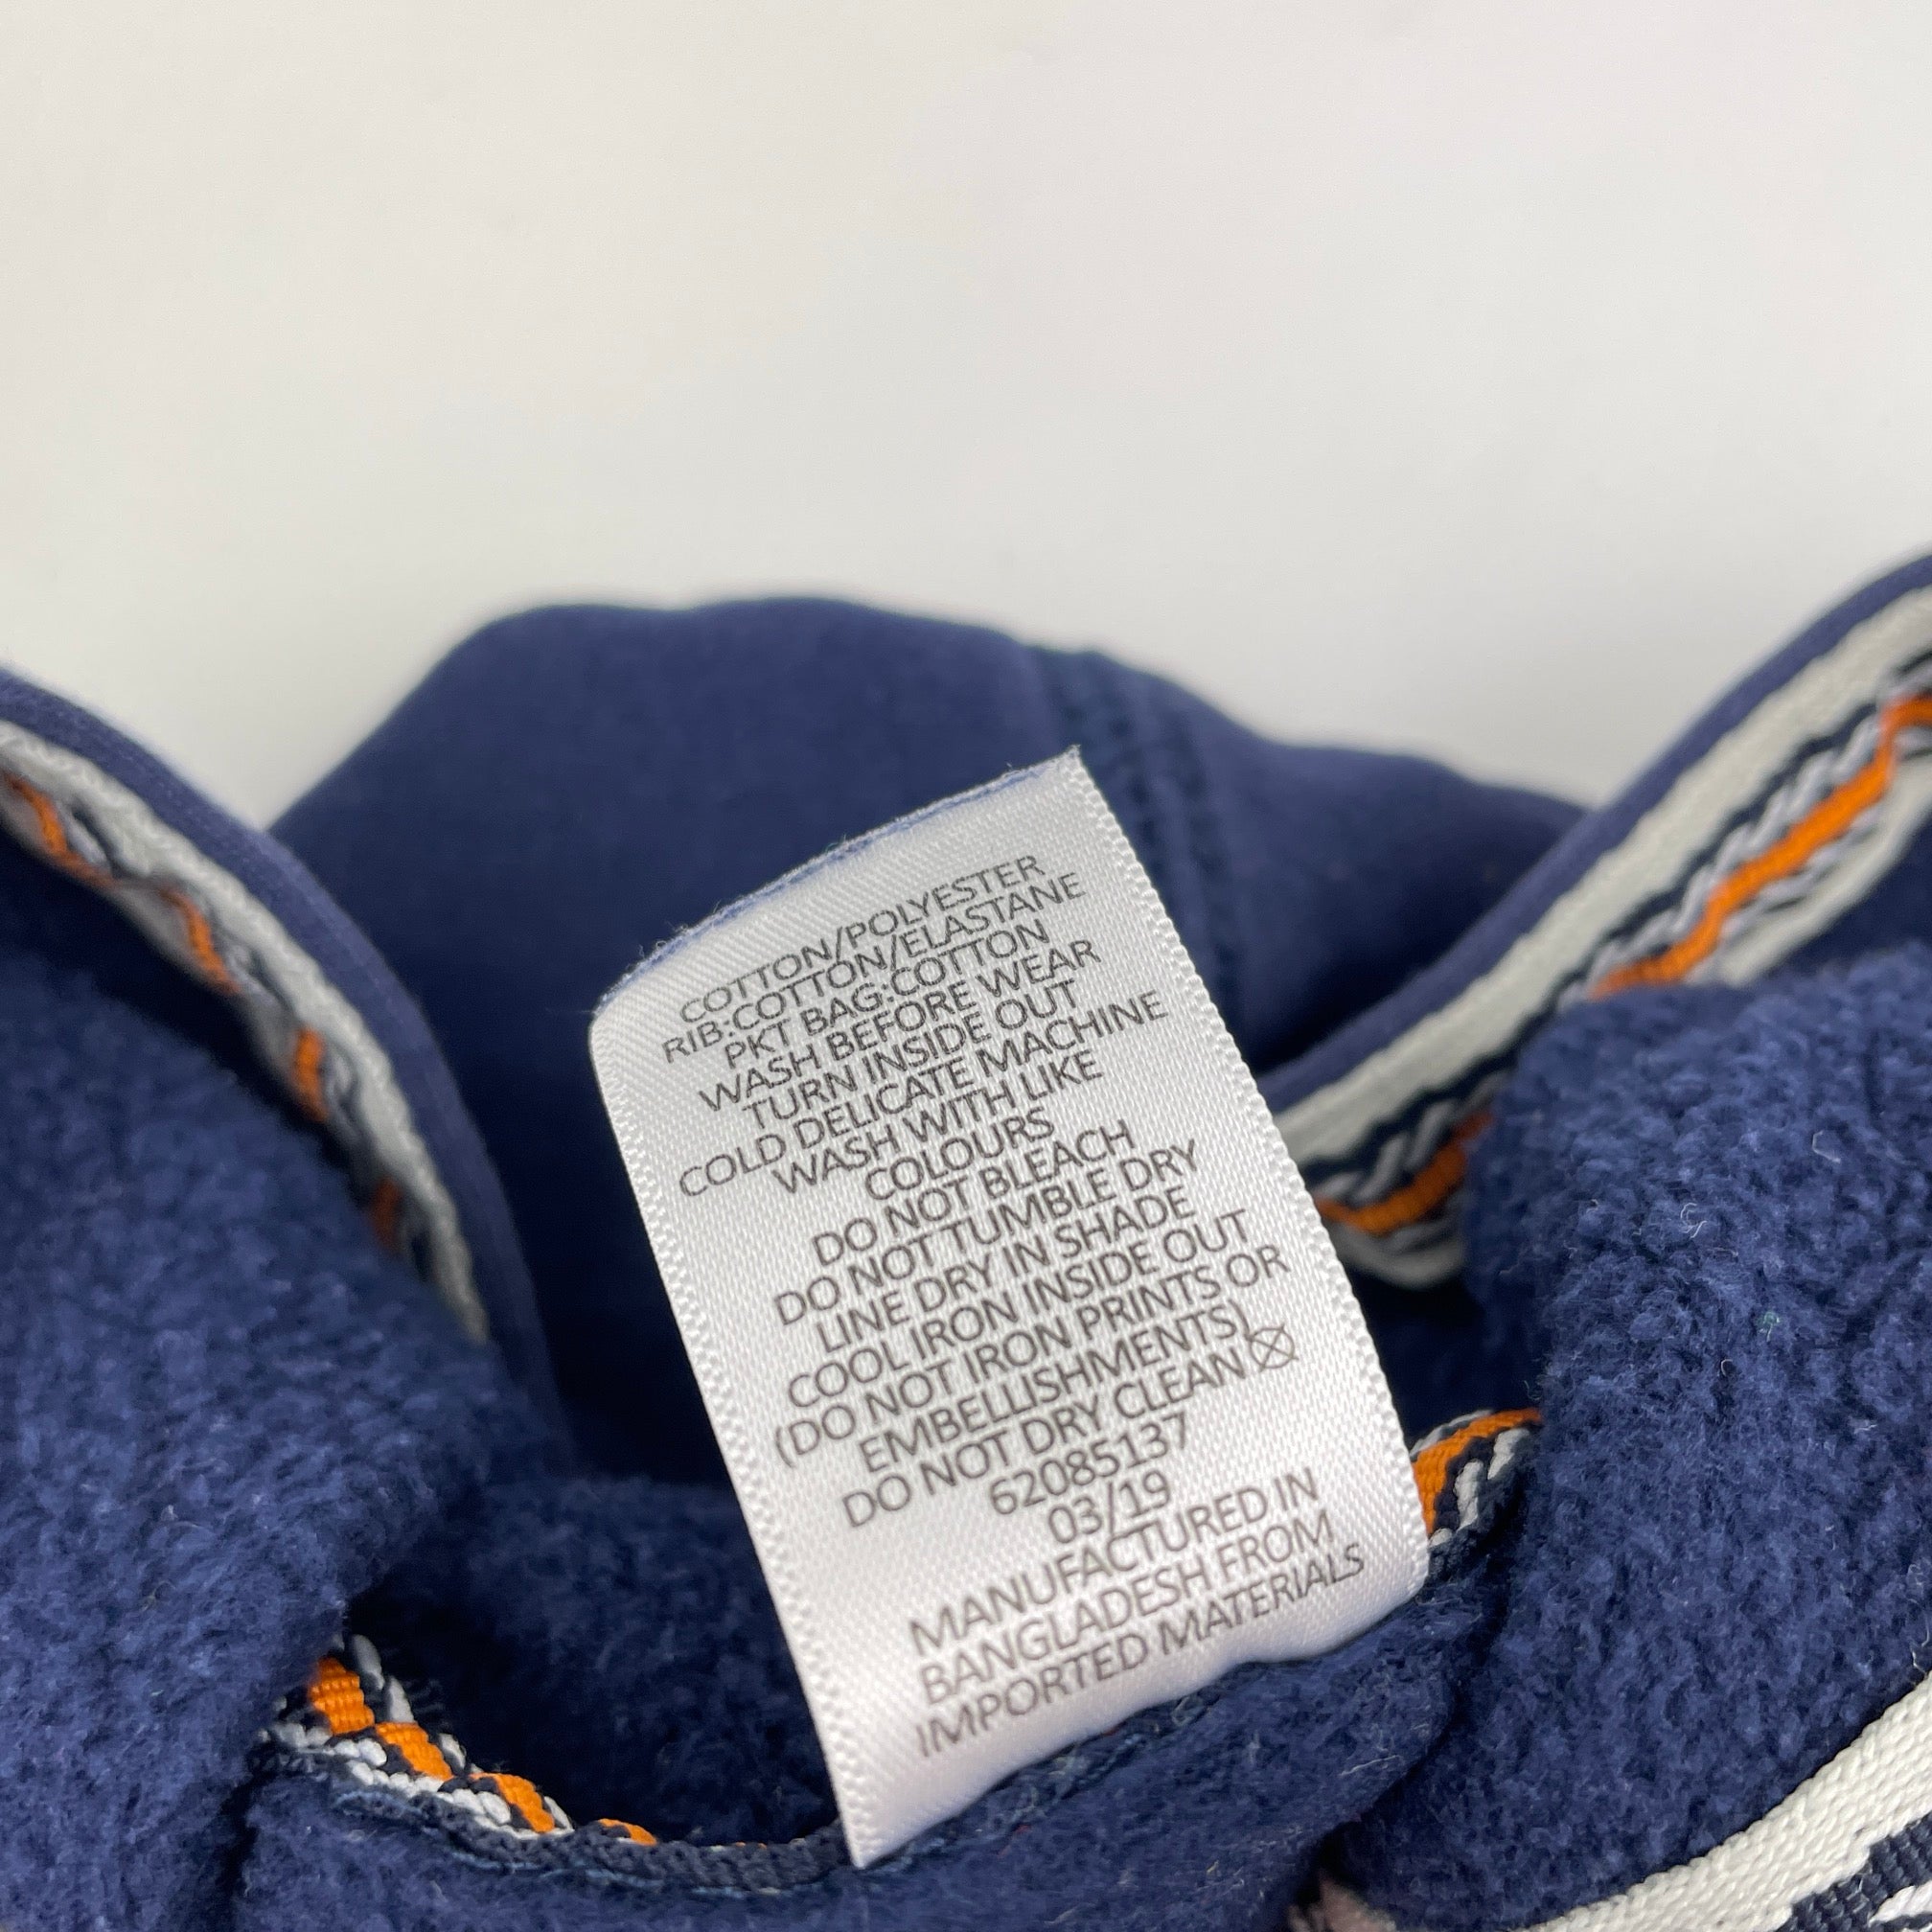 COTTON/POLYESTER
RIB:COTTON/ELASTANE
PKT BAG:COTTON
WASH BEFORE WEAR
TURN INSIDE OUT
COLD DELICATE MACHINE
WASH WITH LIKE
COLOURS
DO NOT BLEACH
DO NOT TUMBLE DRY
LINE DRY IN SHADE
COOL IRON INSIDE OUT
(DO NOT IRON PRINTS OR
EMBELLISHMENTS)
DO NOT DRY CLEAN
62085137
03/19
MANUFACTURED IN
BANGLADESH FROM
IMPORTED MATERIALS